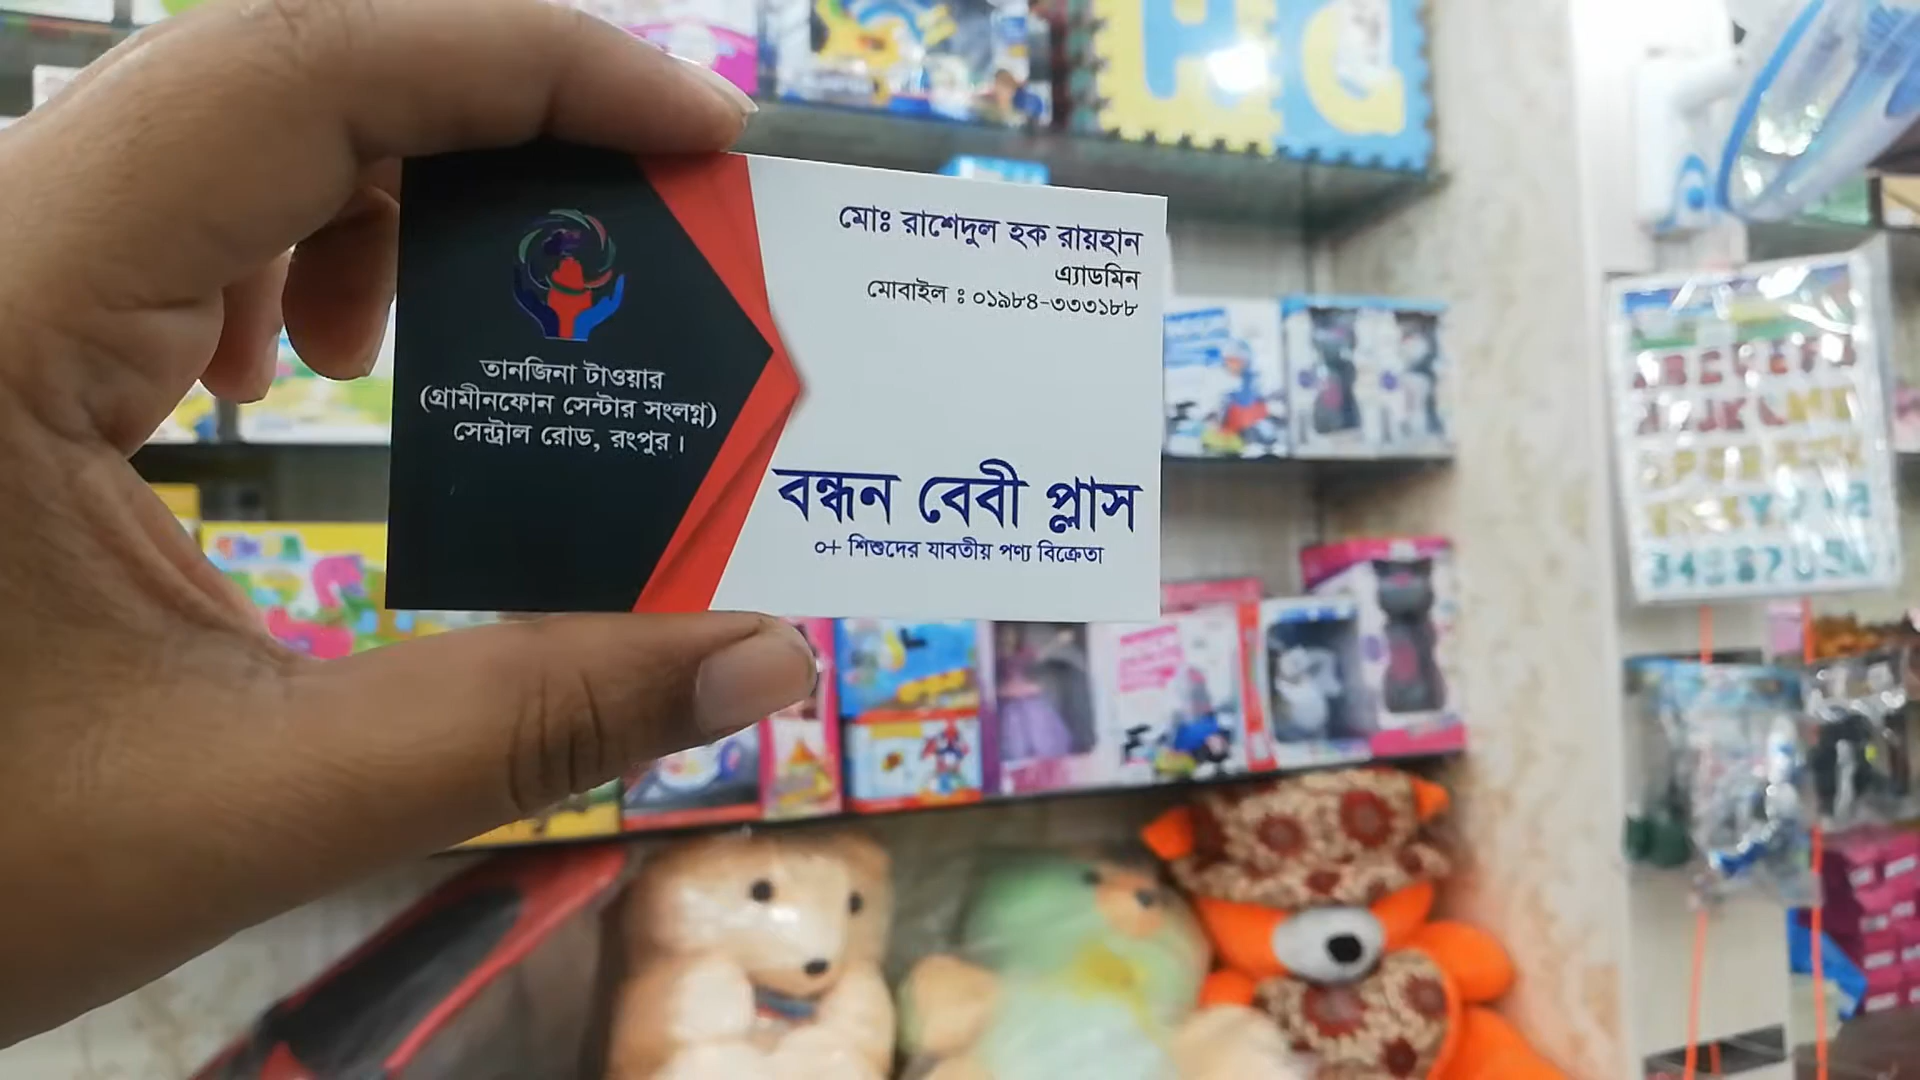 মোঃ রাশেদুল হক রায়হান
এ্যাডমিন
মোবাইল ঃ ০১৯৮৪-৩৩৩১৮৮
তানজিনা টাওয়ার
(গ্রামীনফোন সেন্টার সংলগ্ন)
সেন্ট্রাল রোড, রংপুর।
বন্ধন বেবী প্লাস
০+ শিশুদের যাবতীয় পণ্য বিক্রেতা